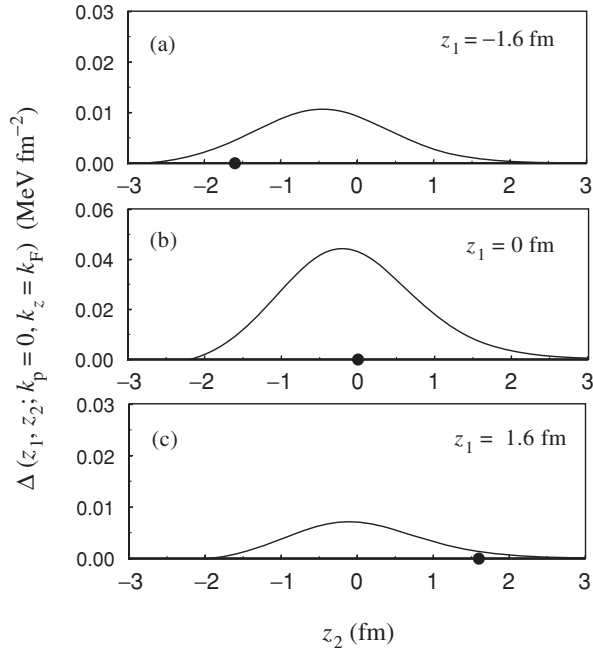 Δ (z₁, z₂; kₚ = 0, k_z = k_F) (MeV fm⁻²)
0.03
0.02
0.01
0.00
(a)
z₁ = –1.6 fm
–3 –2 –1 0 1 2 3
0.06
0.04
0.02
0.00
(b)
z₁ = 0 fm
–3 –2 –1 0 1 2 3
0.03
0.02
0.01
0.00
(c)
z₁ = 1.6 fm
–3 –2 –1 0 1 2 3
z₂ (fm)